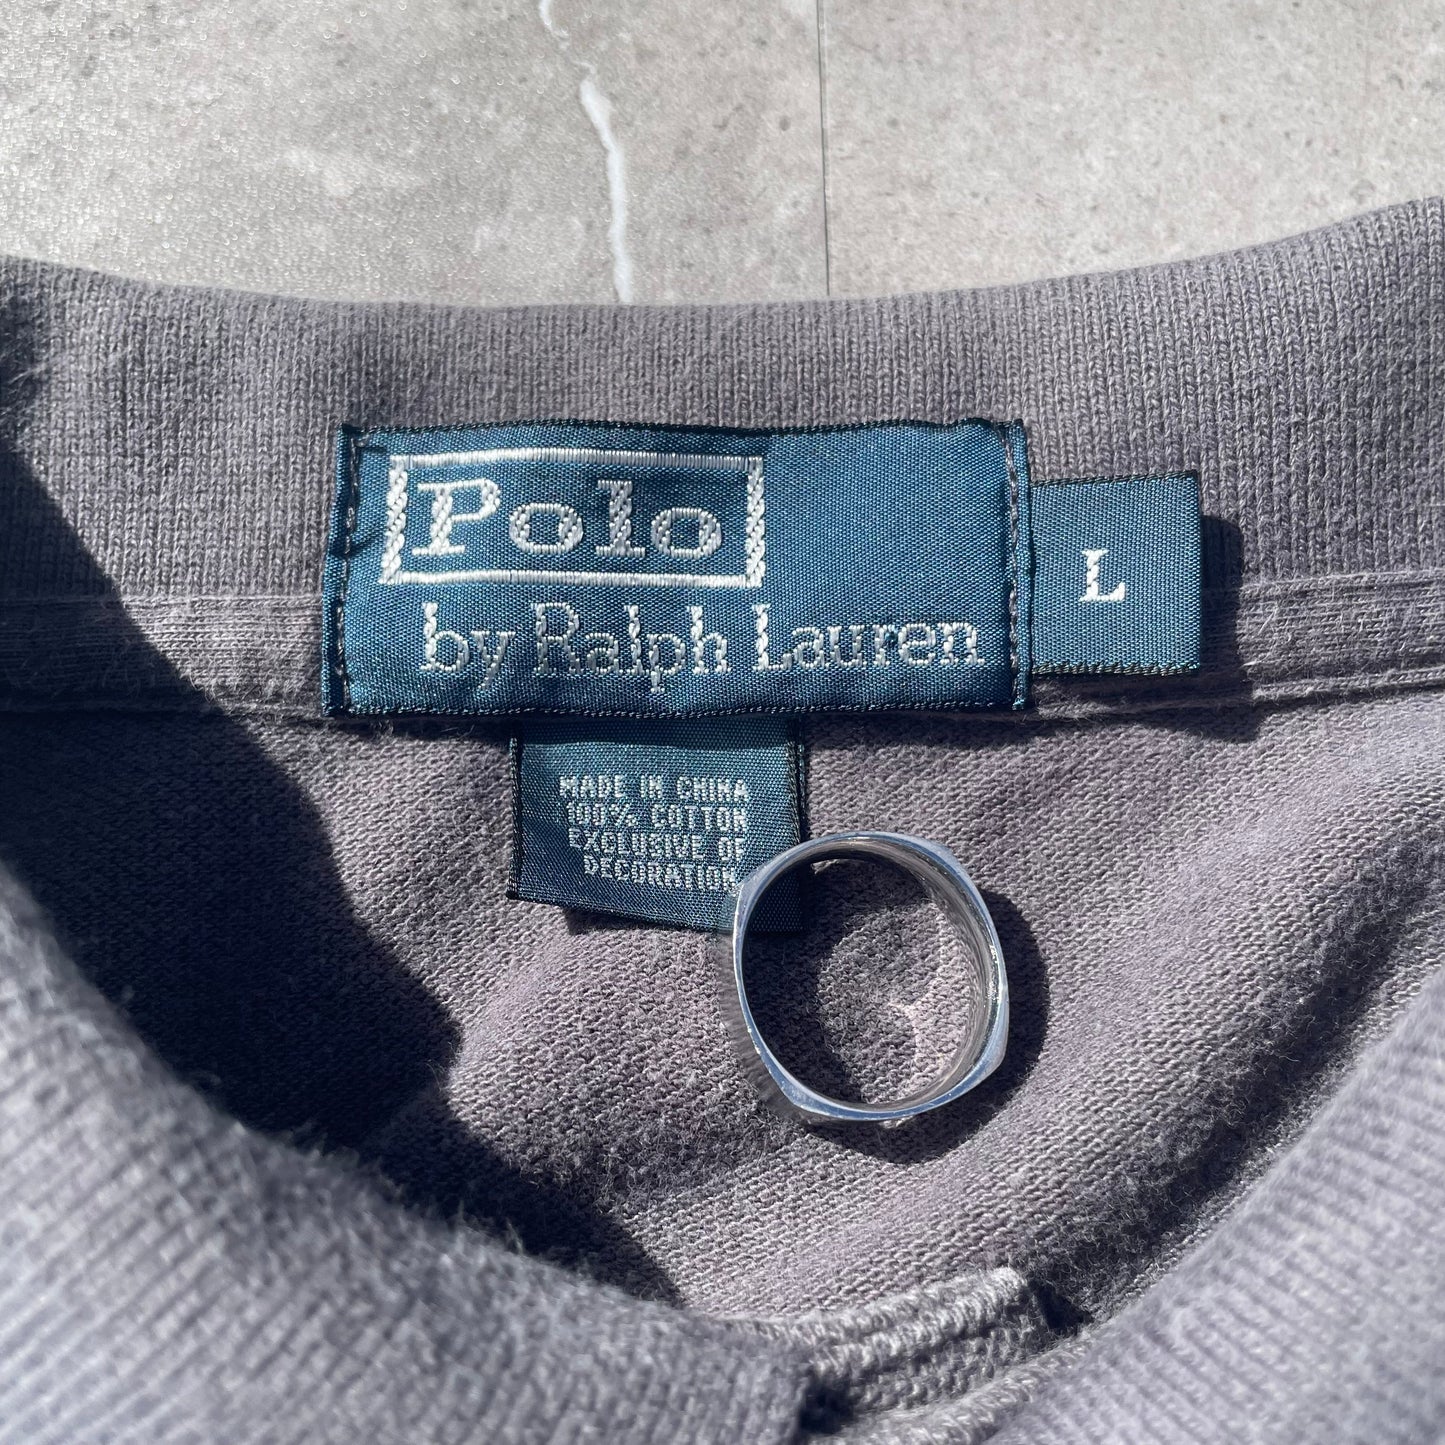 Polo
by Ralph Lauren
L
MADE IN CHINA
100% COTTON
EXCLUSIVE OF
DECORATION